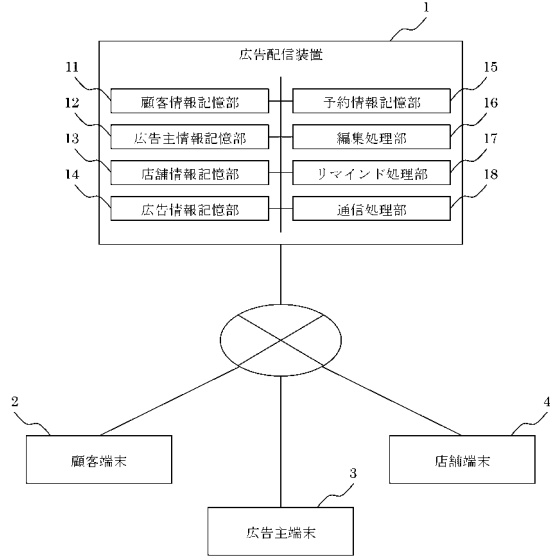 1
広告配信装置
11
顧客情報記憶部
15
予約情報記憶部
12
広告主情報記憶部
16
編集処理部
13
店舗情報記憶部
17
リマインド処理部
14
広告情報記憶部
18
通信処理部
2
顧客端末
4
店舗端末
3
広告主端末